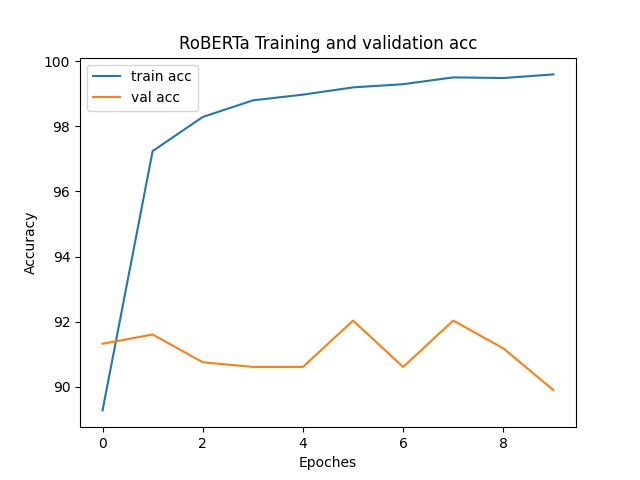 RoBERTa Training and validation acc
100
98
96
94
92
90
Accuracy
train acc
val acc
0
2
4
6
8
Epoches